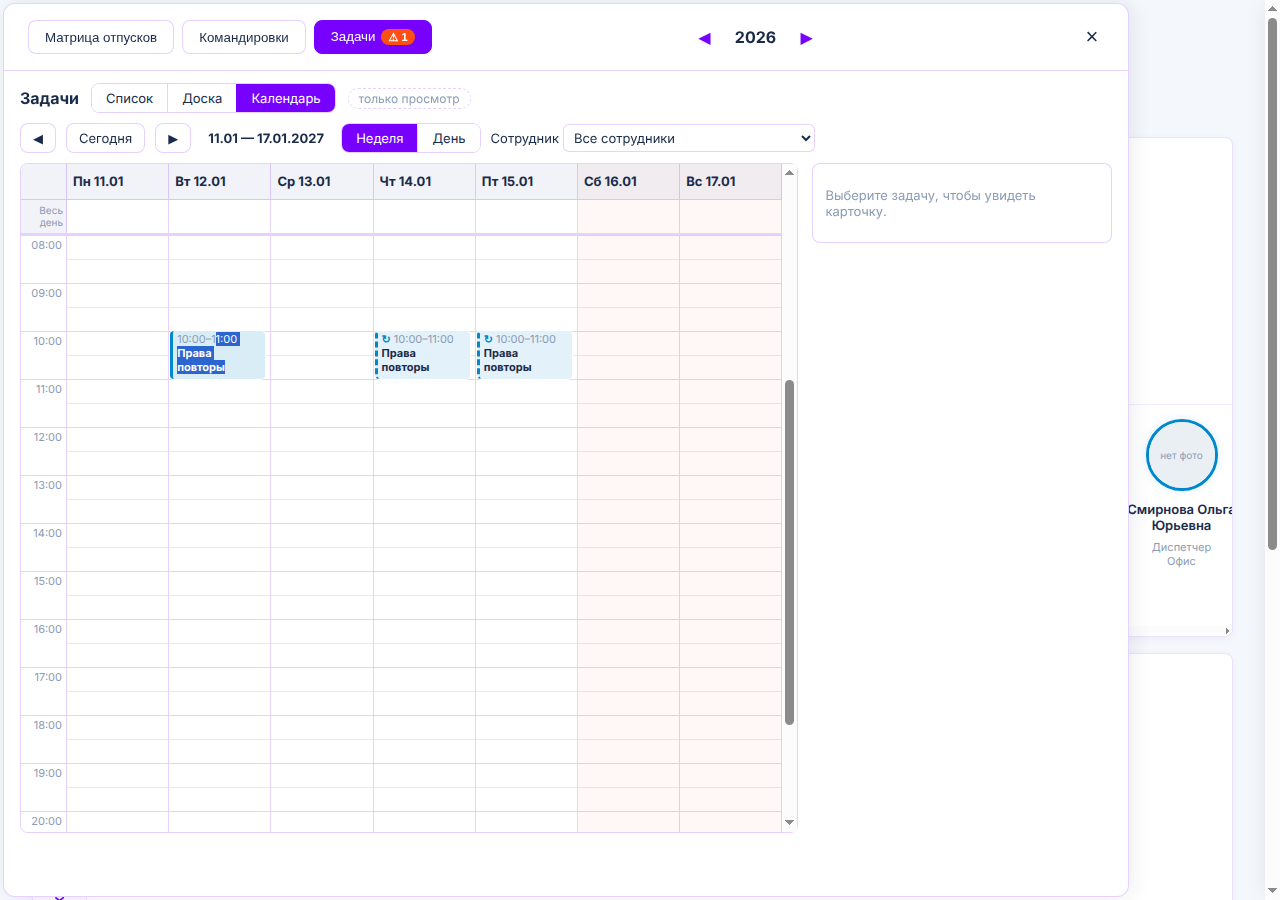 Матрица отпусков
Командировки
Задачи ⚠ 1
◀ 2026 ▶
×
Задачи
Список
Доска
Календарь
только просмотр
◀
Сегодня
▶
11.01 — 17.01.2027
Неделя
День
Сотрудник
Все сотрудники
Пн 11.01
Вт 12.01
Ср 13.01
Чт 14.01
Пт 15.01
Сб 16.01
Вс 17.01
Весь
день
08:00
09:00
10:00
11:00
12:00
13:00
14:00
15:00
16:00
17:00
18:00
19:00
20:00
10:00–11:00
Права
повторы
↻ 10:00–11:00
Права
повторы
↻ 10:00–11:00
Права
повторы
Выберите задачу, чтобы увидеть
карточку.
нет фото
Смирнова Ольга
Юрьевна
Диспетчер
Офис